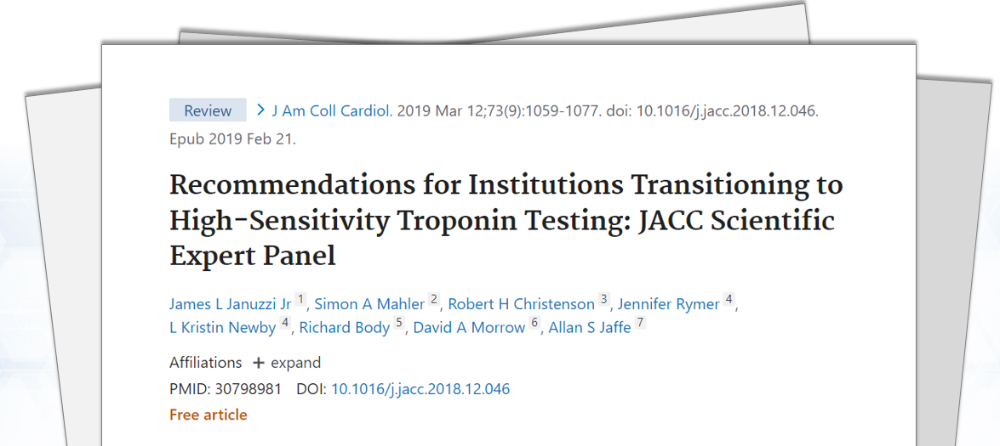 Review > J Am Coll Cardiol. 2019 Mar 12;73(9):1059-1077. doi: 10.1016/j.jacc.2018.12.046.
Epub 2019 Feb 21.
Recommendations for Institutions Transitioning to
High-Sensitivity Troponin Testing: JACC Scientific
Expert Panel
James L Januzzi Jr 1, Simon A Mahler 2, Robert H Christenson 3, Jennifer Rymer 4,
L Kristin Newby 4, Richard Body 5, David A Morrow 6, Allan S Jaffe 7
Affiliations + expand
PMID: 30798981 DOI: 10.1016/j.jacc.2018.12.046
Free article